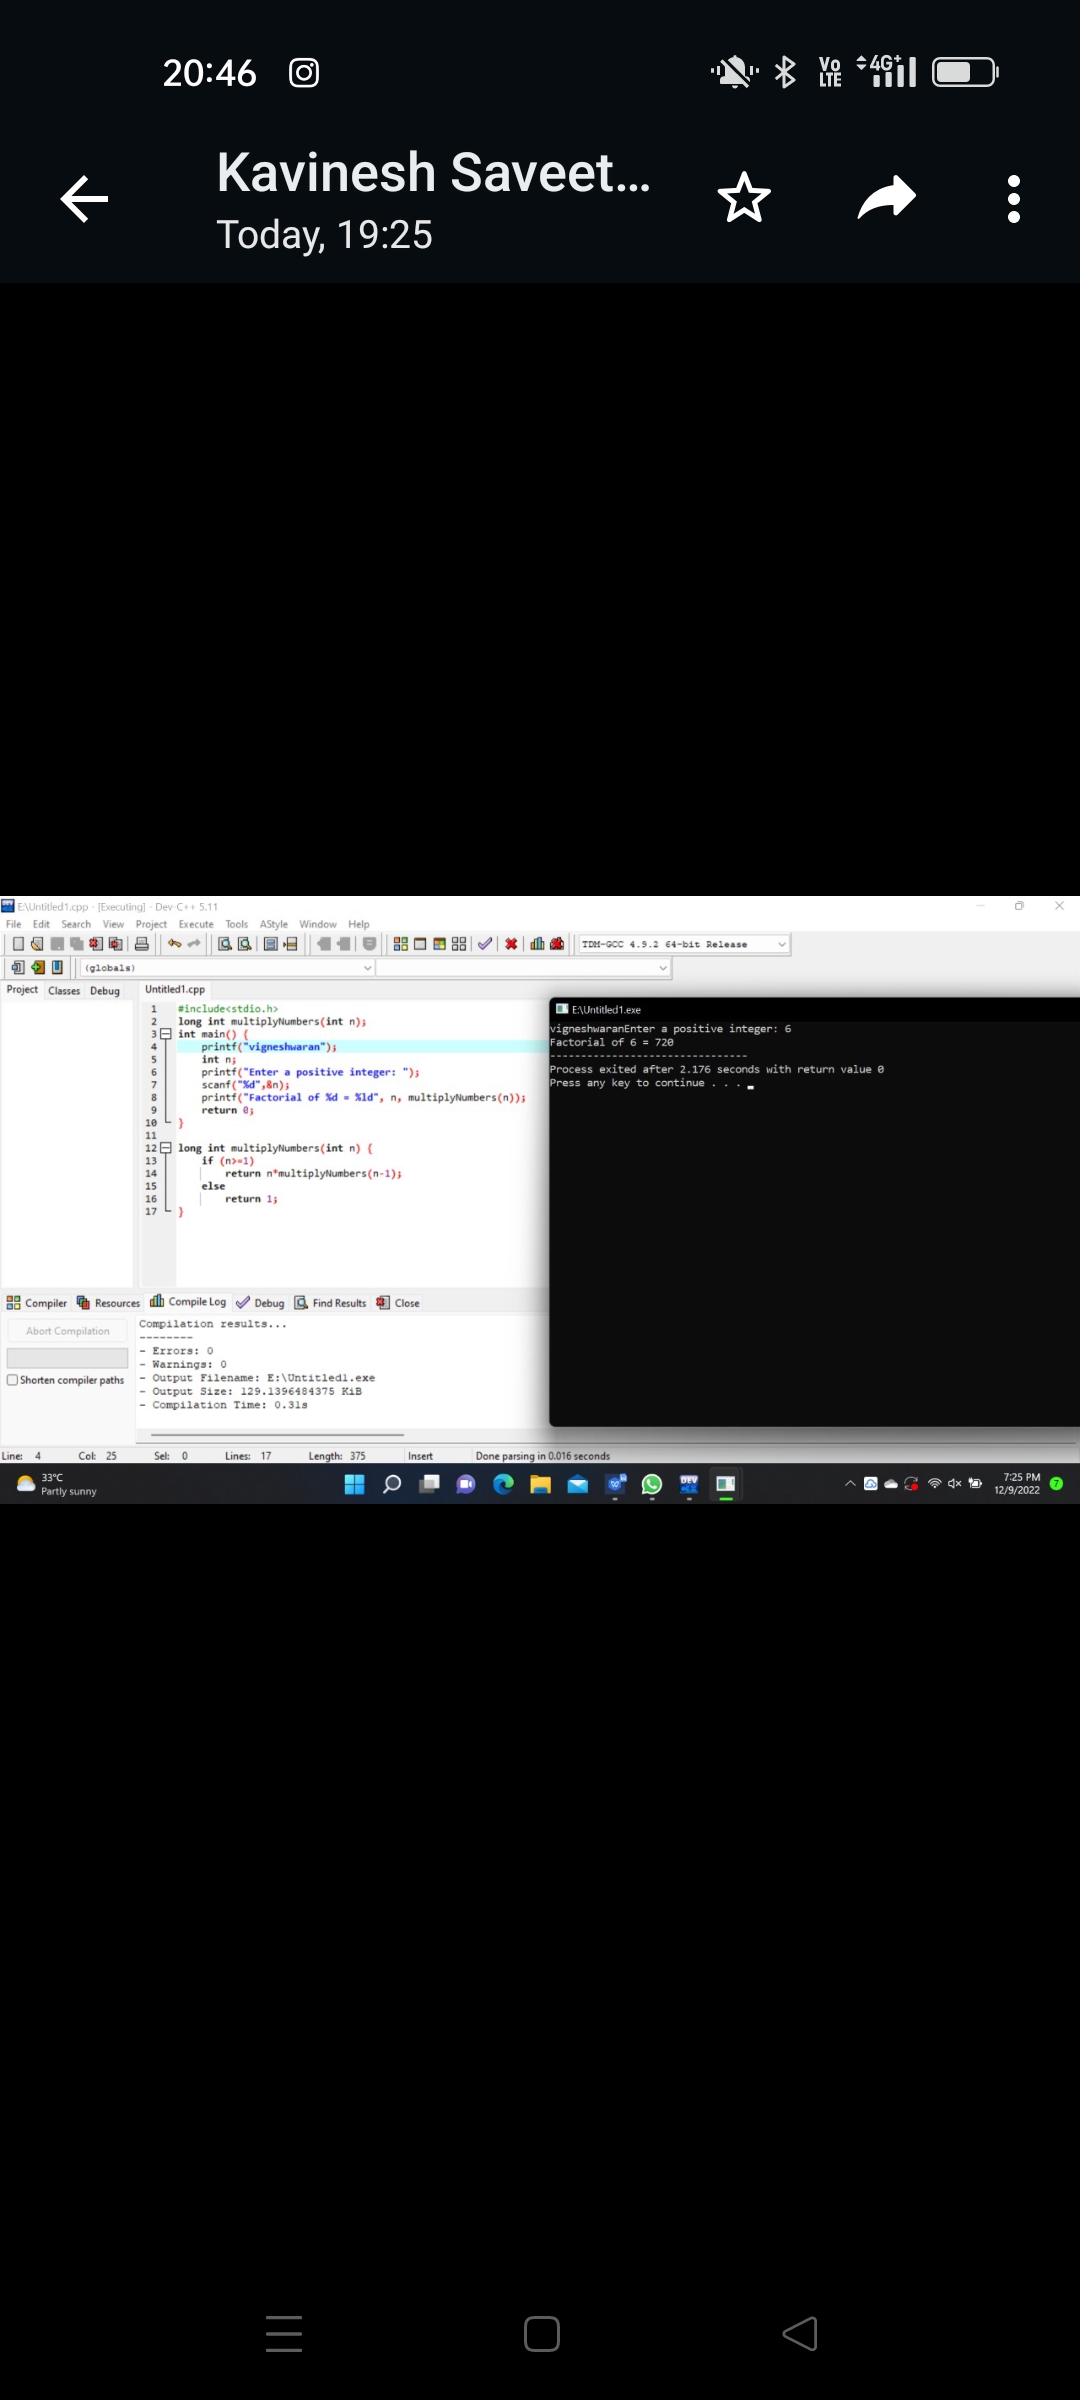 20:46
Vo LTE 4G+
Kavinesh Saveet...
Today, 19:25
E:\Untitled1.cpp - [Executing] - Dev-C++ 5.11
File Edit Search View Project Execute Tools AStyle Window Help
TDM-GCC 4.9.2 64-bit Release
(globals)
Project Classes Debug
Untitled1.cpp
1 #include<stdio.h>
2 long int multiplyNumbers(int n);
3 int main() {
4 printf("vigneshwaran");
5 int n;
6 printf("Enter a positive integer: ");
7 scanf("%d",&n);
8 printf("Factorial of %d = %ld", n, multiplyNumbers(n));
9 return 0;
10 }
11
12 long int multiplyNumbers(int n) {
13 if (n>=1)
14 return n*multiplyNumbers(n-1);
15 else
16 return 1;
17 }
E:\Untitled1.exe
vigneshwaranEnter a positive integer: 6
Factorial of 6 = 720
--------------------------------
Process exited after 2.176 seconds with return value 0
Press any key to continue . . .
Compiler Resources Compile Log Debug Find Results Close
Abort Compilation
Shorten compiler paths
Compilation results...
--------
- Errors: 0
- Warnings: 0
- Output Filename: E:\Untitled1.exe
- Output Size: 129.1396484375 KiB
- Compilation Time: 0.31s
Line: 4 Col: 25 Sel: 0 Lines: 17 Length: 375 Insert Done parsing in 0.016 seconds
33°C
Partly sunny
DEV
7:25 PM
12/9/2022
7